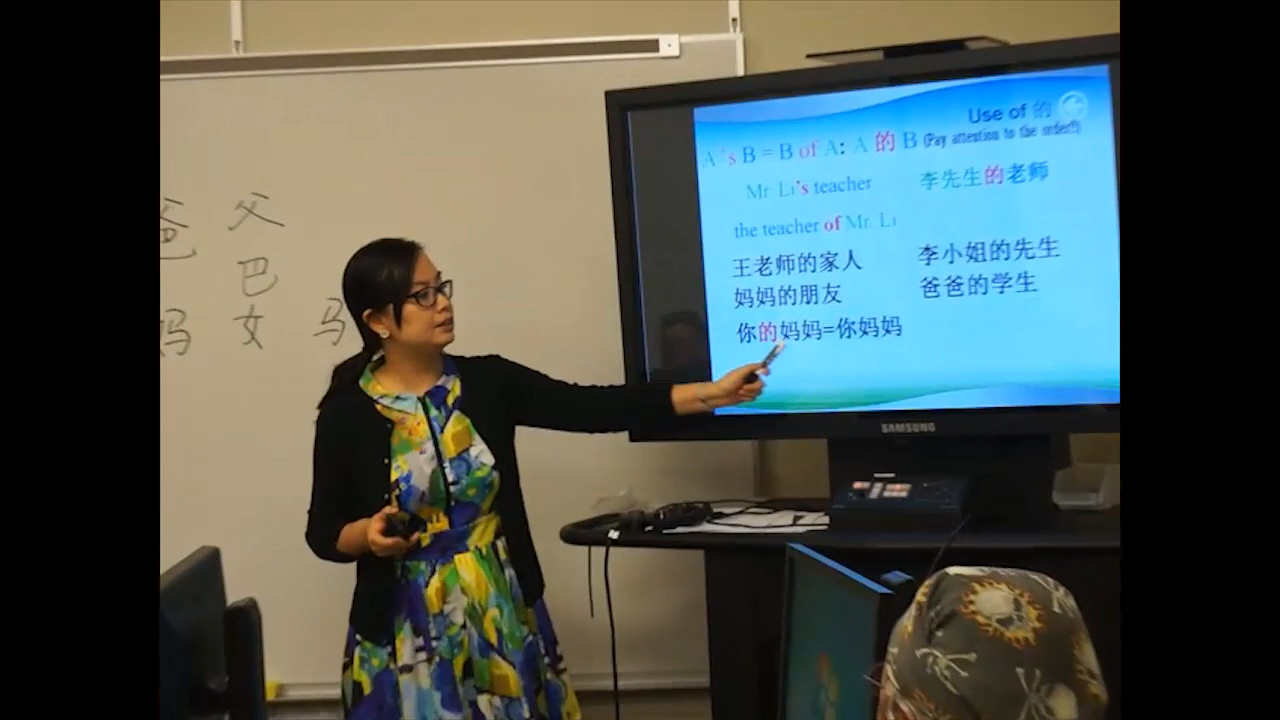 爸 父
巴
妈 女 马
Use of 的
A 's B = B of A: A 的 B (Pay attention to the order!!)
Mr. Li's teacher 李先生的老师
the teacher of Mr. Li
王老师的家人 李小姐的先生
妈妈的朋友 爸爸的学生
你的妈妈=你妈妈
SAMSUNG